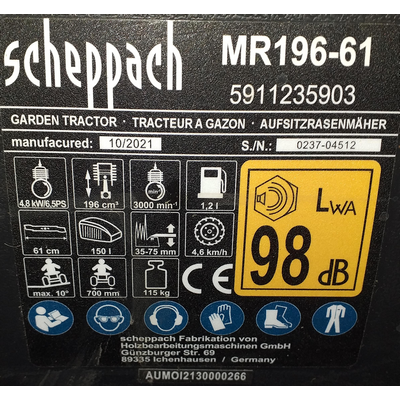 scheppach MR196-61
5911235903
GARDEN TRACTOR · TRACTEUR A GAZON · AUFSITZRASENMÄHER
manufacured: 10/2021 S./N.: 0237-04512
4,8 kW/6,5PS 196 cm³ 3000 min⁻¹ 1,2 l
61 cm 150 l 35-75 mm 4,6 km/h
max. 10° 700 mm 115 kg CE
LWA
98 dB
scheppach Fabrikation von
Holzbearbeitungsmaschinen GmbH
Günzburger Str. 69
89335 Ichenhausen / Germany
AUMOI2130000266